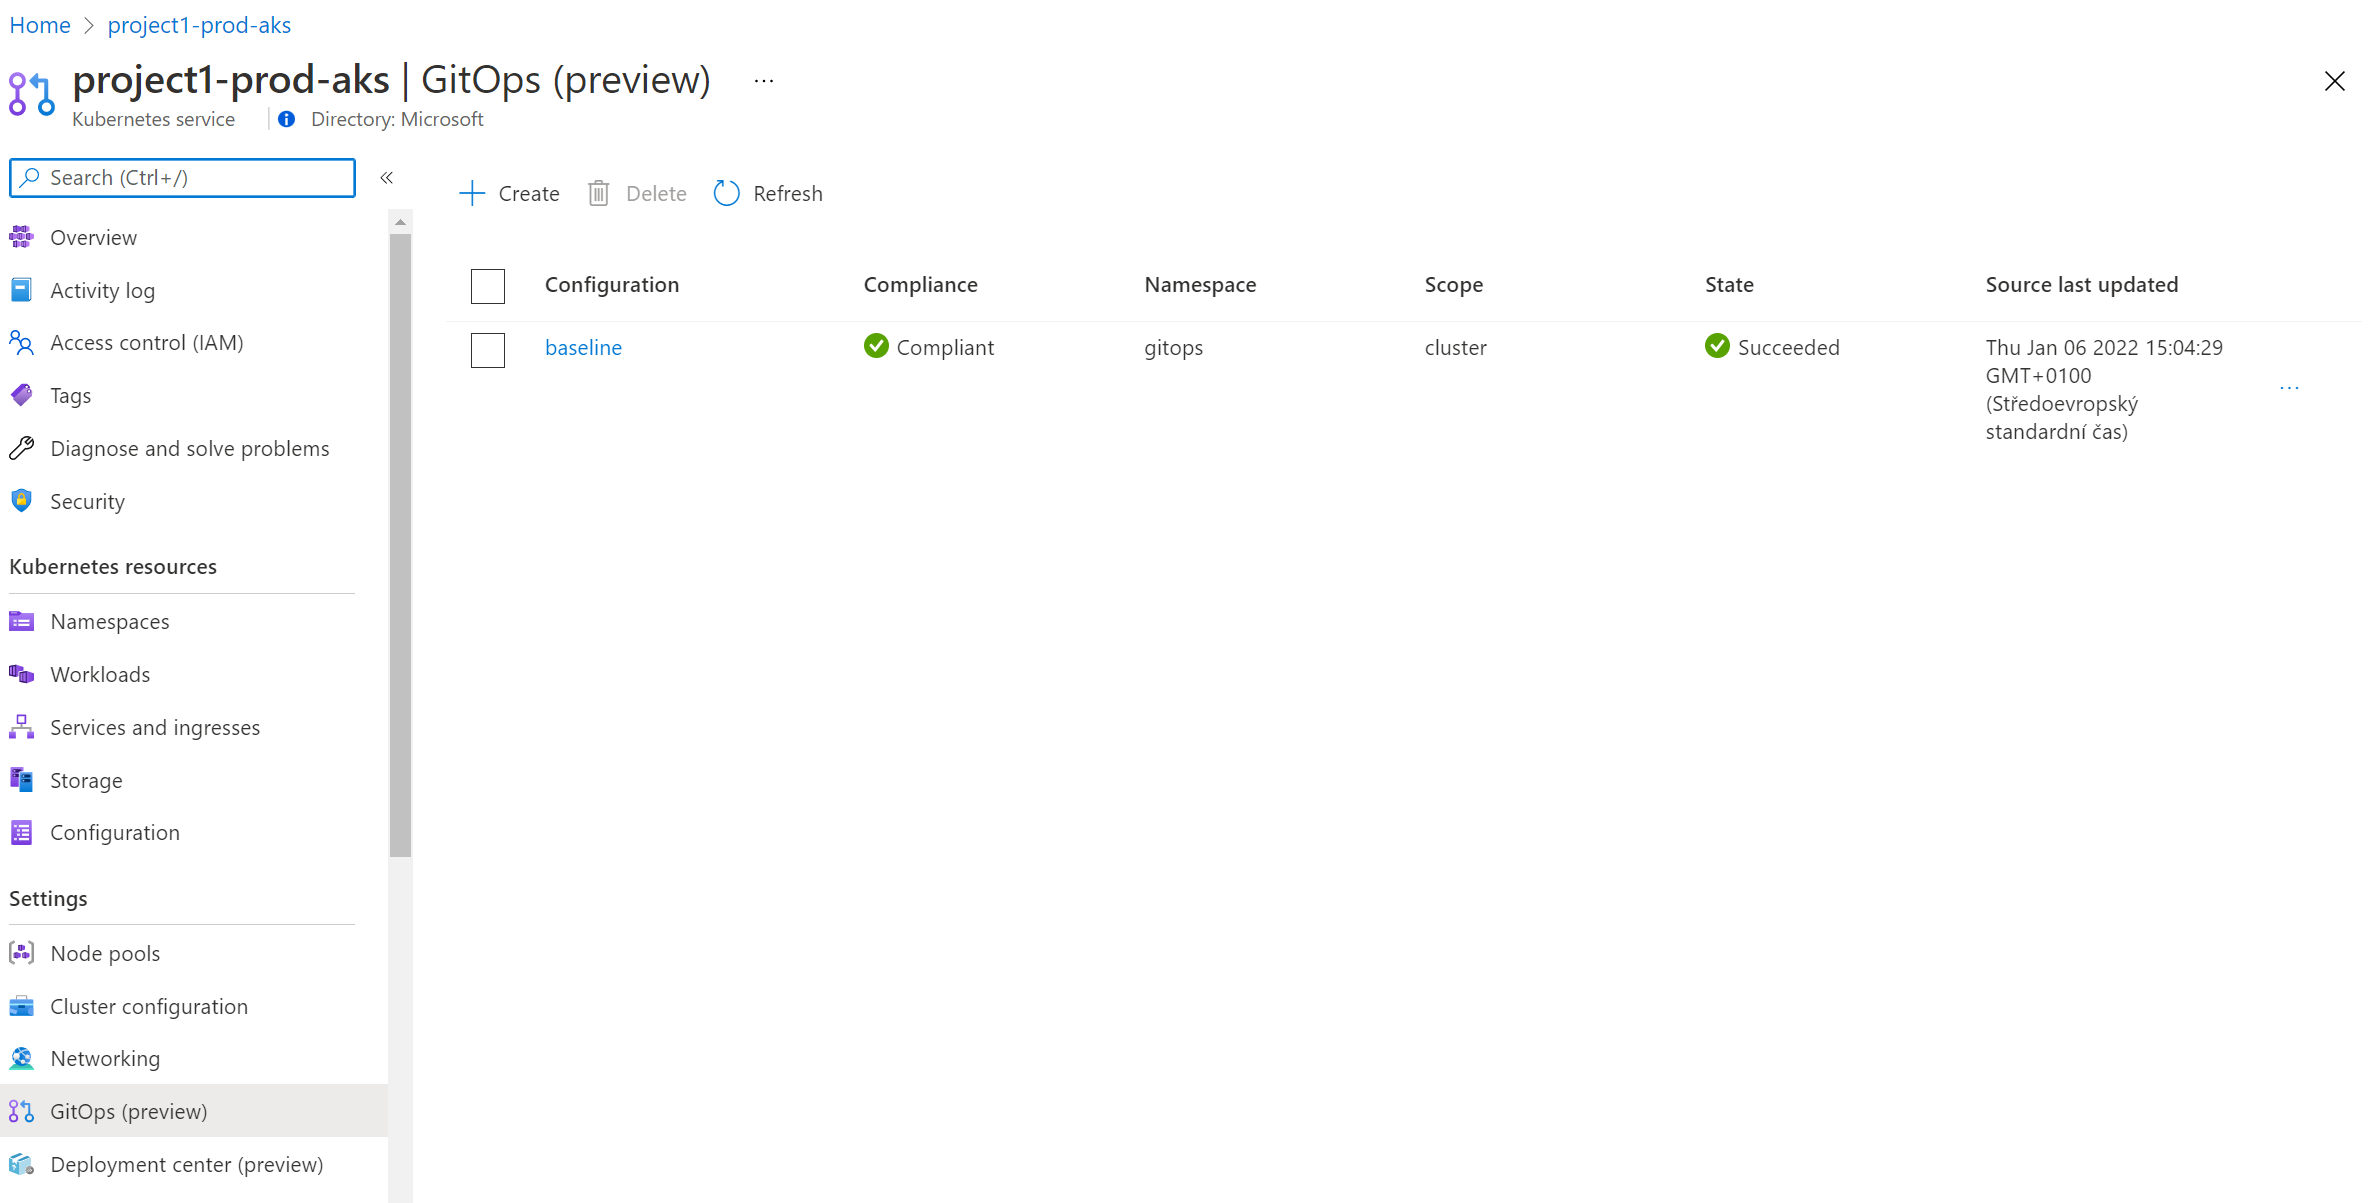 Home > project1-prod-aks
project1-prod-aks | GitOps (preview) ...
Kubernetes service
Directory: Microsoft
Search (Ctrl+/)
«
Overview
Activity log
Access control (IAM)
Tags
Diagnose and solve problems
Security
Kubernetes resources
Namespaces
Workloads
Services and ingresses
Storage
Configuration
Settings
Node pools
Cluster configuration
Networking
GitOps (preview)
Deployment center (preview)
Create Delete Refresh
Configuration Compliance Namespace Scope State Source last updated
baseline Compliant gitops cluster Succeeded Thu Jan 06 2022 15:04:29
GMT+0100
(Středoevropský
standardní čas)
...